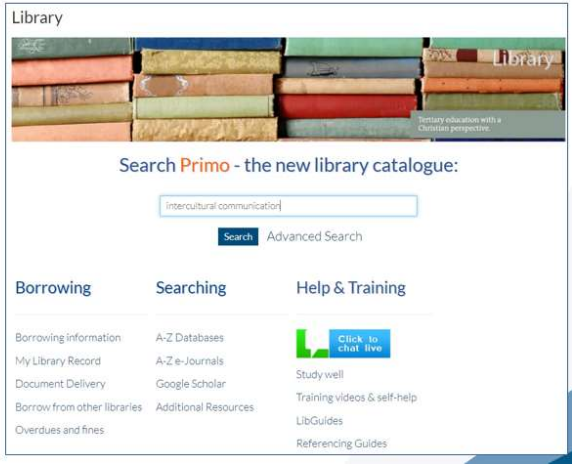 Library
Library
Tertiary education with a
Christian perspective
Search Primo - the new library catalogue:
intercultural communication
Search Advanced Search
Borrowing
Borrowing information
My Library Record
Document Delivery
Borrow from other libraries
Overdues and fines
Searching
A-Z Databases
A-Z e-Journals
Google Scholar
Additional Resources
Help & Training
Click to
chat live
Study well
Training videos & self-help
LibGuides
Referencing Guides